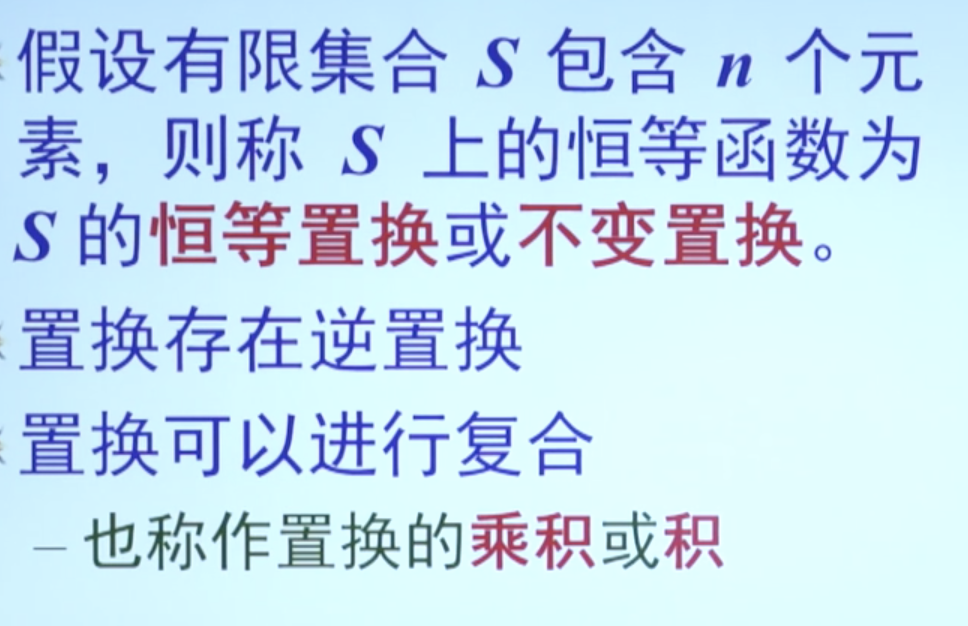 假设有限集合 S 包含 n 个元
素，则称 S 上的恒等函数为
S 的恒等置换或不变置换。
置换存在逆置换
置换可以进行复合
– 也称作置换的乘积或积